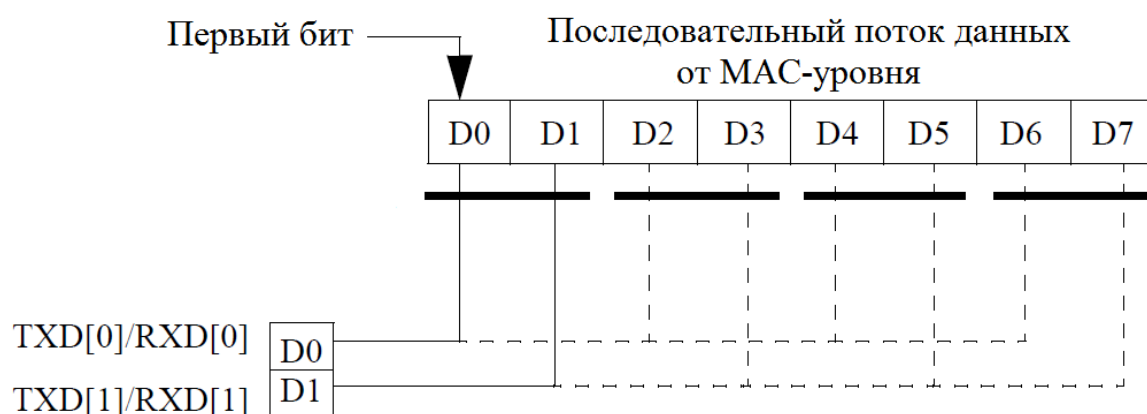 Первый бит
Последовательный поток данных
от MAC-уровня
D0 D1 D2 D3 D4 D5 D6 D7
TXD[0]/RXD[0] D0
TXD[1]/RXD[1] D1